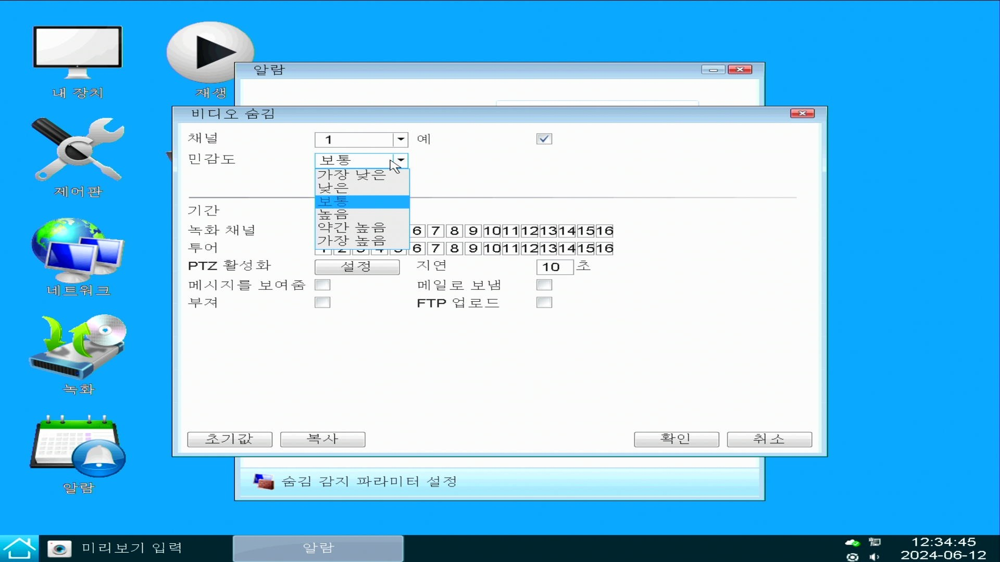 내 장치
재생
알람
비디오 숨김
채널 1 예
민감도 보통
가장 낮은
낮은
보통
높음
약간 높음
가장 높음
기간
녹화 채널 6 7 8 9 10 11 12 13 14 15 16
투어 1 2 3 4 5 6 7 8 9 10 11 12 13 14 15 16
PTZ 활성화 설정 지연 10 초
메시지를 보여줌 메일로 보냄
부져 FTP 업로드
초기값 복사 확인 취소
숨김 감지 파라미터 설정
제어판
네트워크
녹화
알람
미리보기 입력 알람
12:34:45
2024-06-12